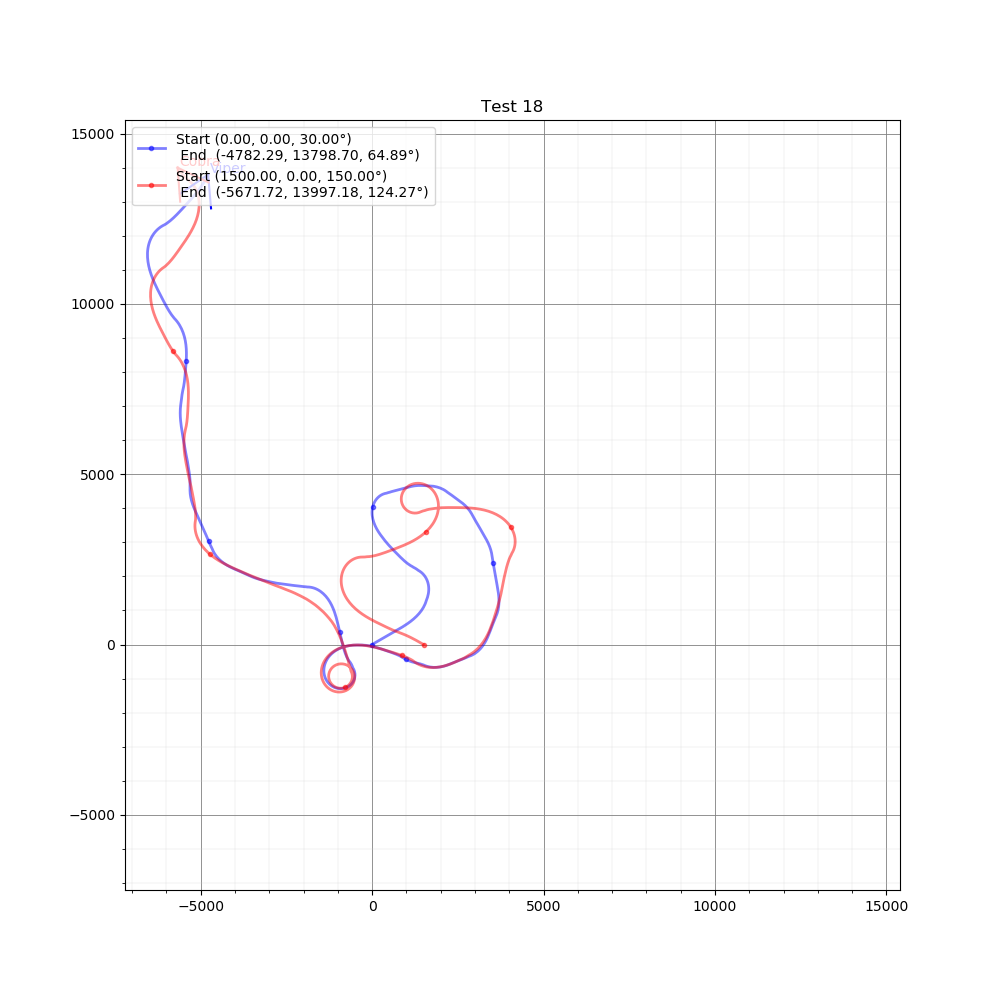 Test 18
Start (0.00, 0.00, 30.00°)
End (-4782.29, 13798.70, 64.89°)
Start (1500.00, 0.00, 150.00°)
End (-5671.72, 13997.18, 124.27°)
Cobra
Viper
15000
10000
5000
0
−5000
−5000
0
5000
10000
15000